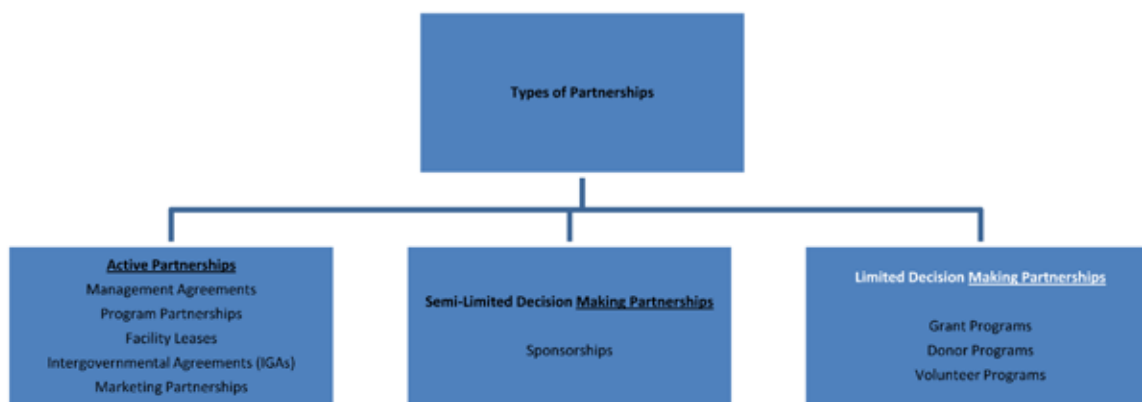 Types of Partnerships
Active Partnerships
Management Agreements
Program Partnerships
Facility Leases
Intergovernmental Agreements (IGAs)
Marketing Partnerships
Semi-Limited Decision Making Partnerships
Sponsorships
Limited Decision Making Partnerships
Grant Programs
Donor Programs
Volunteer Programs